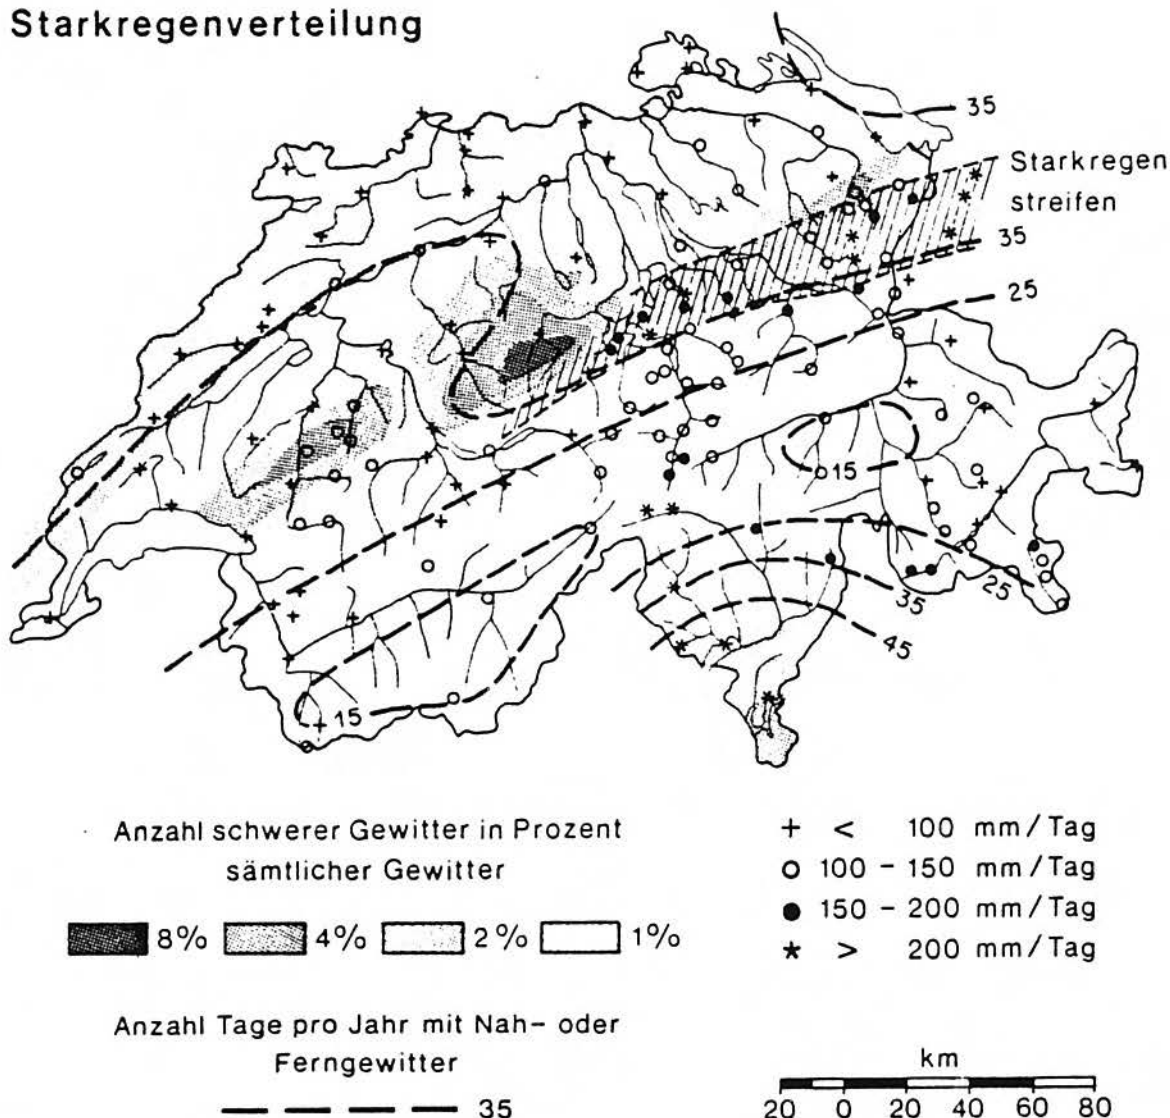 Starkregenverteilung
35
Starkregen
streifen
35
25
15
25
35
45
15
Anzahl schwerer Gewitter in Prozent
sämtlicher Gewitter
8% 4% 2% 1%
Anzahl Tage pro Jahr mit Nah- oder
Ferngewitter
35
+ < 100 mm/Tag
○ 100 - 150 mm/Tag
● 150 - 200 mm/Tag
* > 200 mm/Tag
km
20 0 20 40 60 80